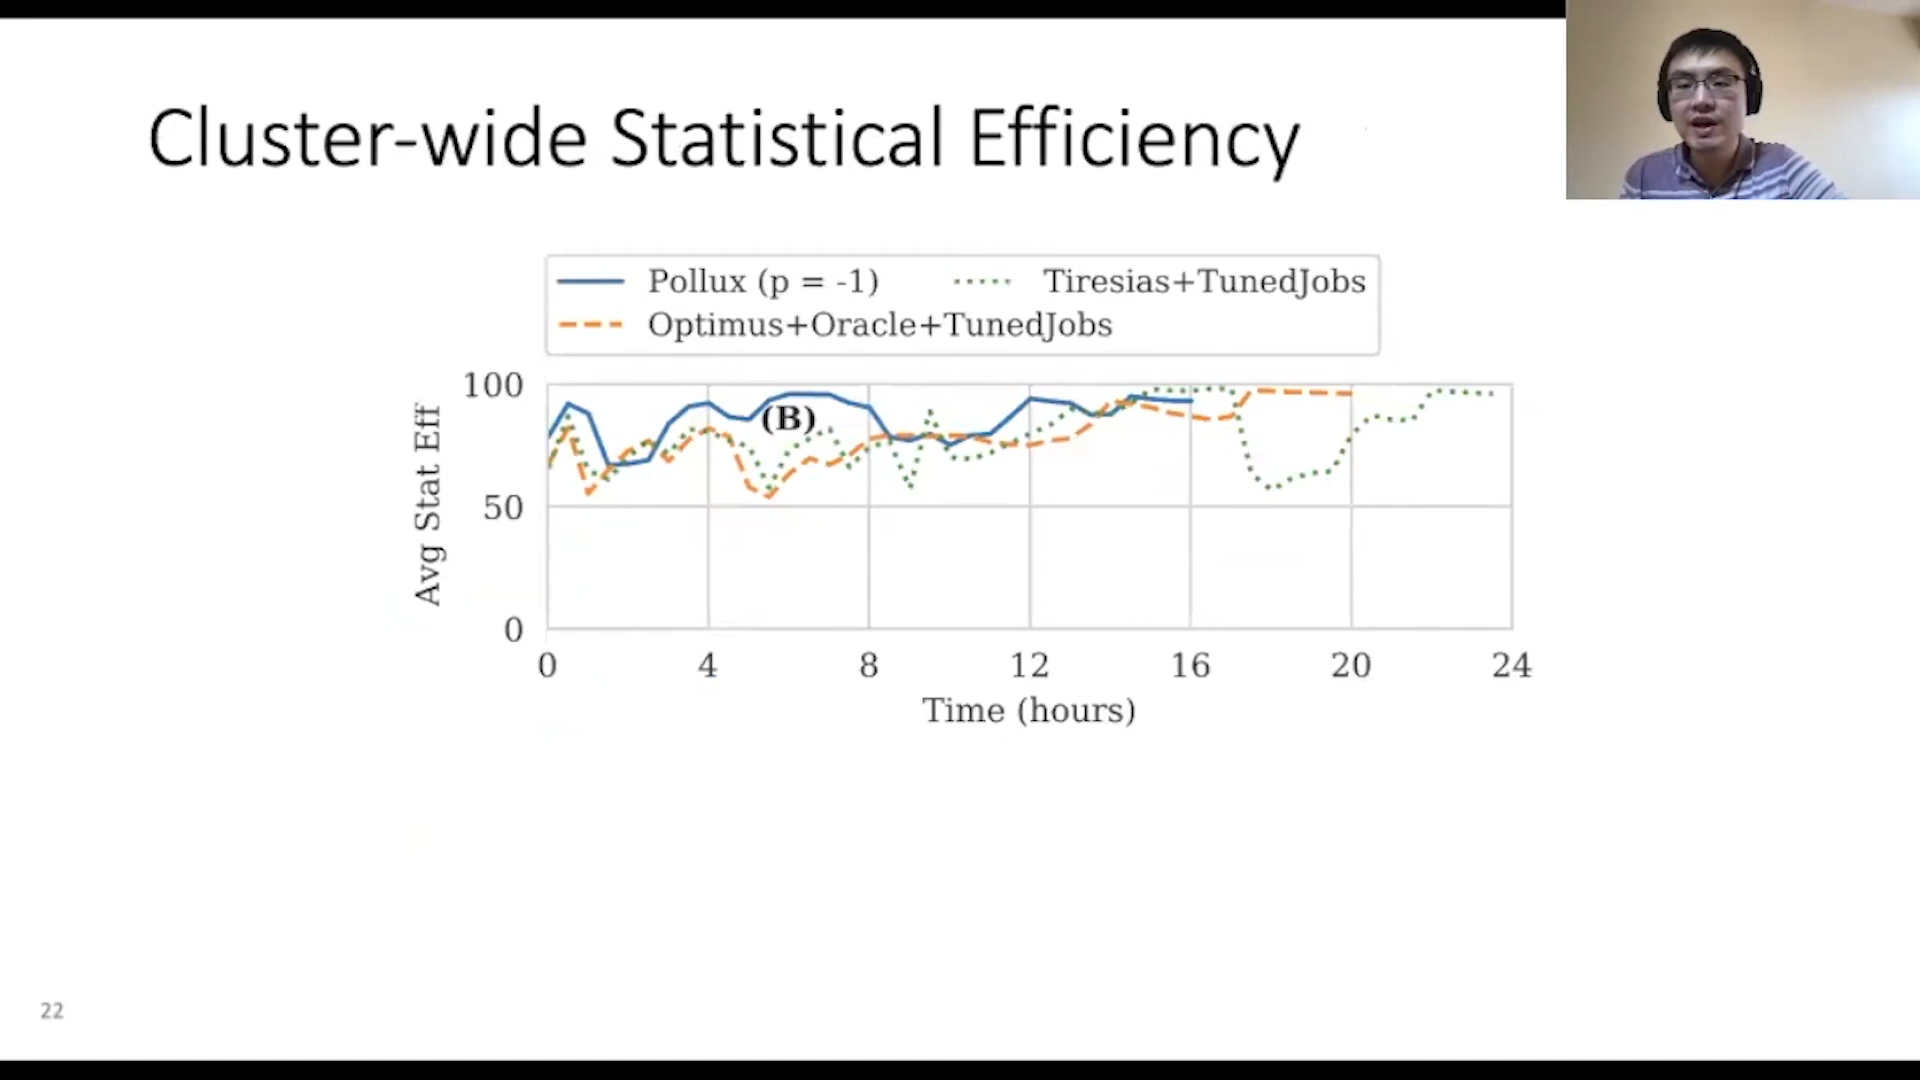 Cluster-wide Statistical Efficiency
Pollux (p = -1)
Tiresias+TunedJobs
Optimus+Oracle+TunedJobs
100
50
0
Avg Stat Eff
(B)
0 4 8 12 16 20 24
Time (hours)
22